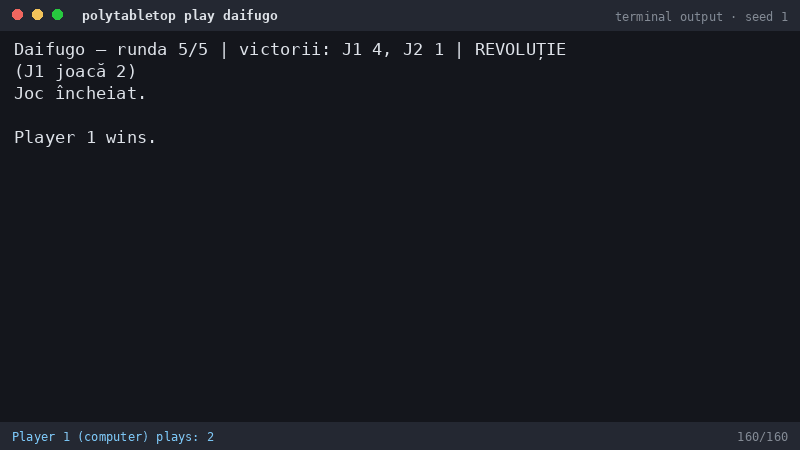 polytabletop play daifugo
terminal output · seed 1
Daifugo — runda 5/5 | victorii: J1 4, J2 1 | REVOLUȚIE
(J1 joacă 2)
Joc încheiat.
Player 1 wins.
Player 1 (computer) plays: 2
160/160